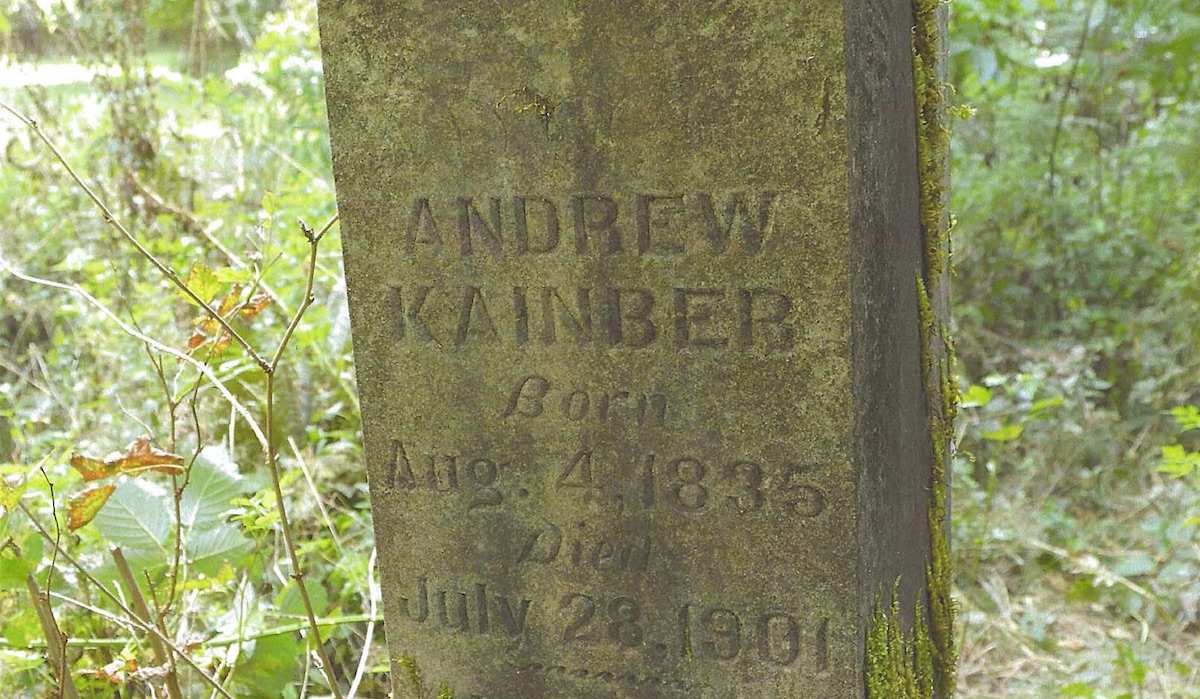 ANDREW
KAINBER
Born
Aug. 4, 1835
Died
July 28, 1901